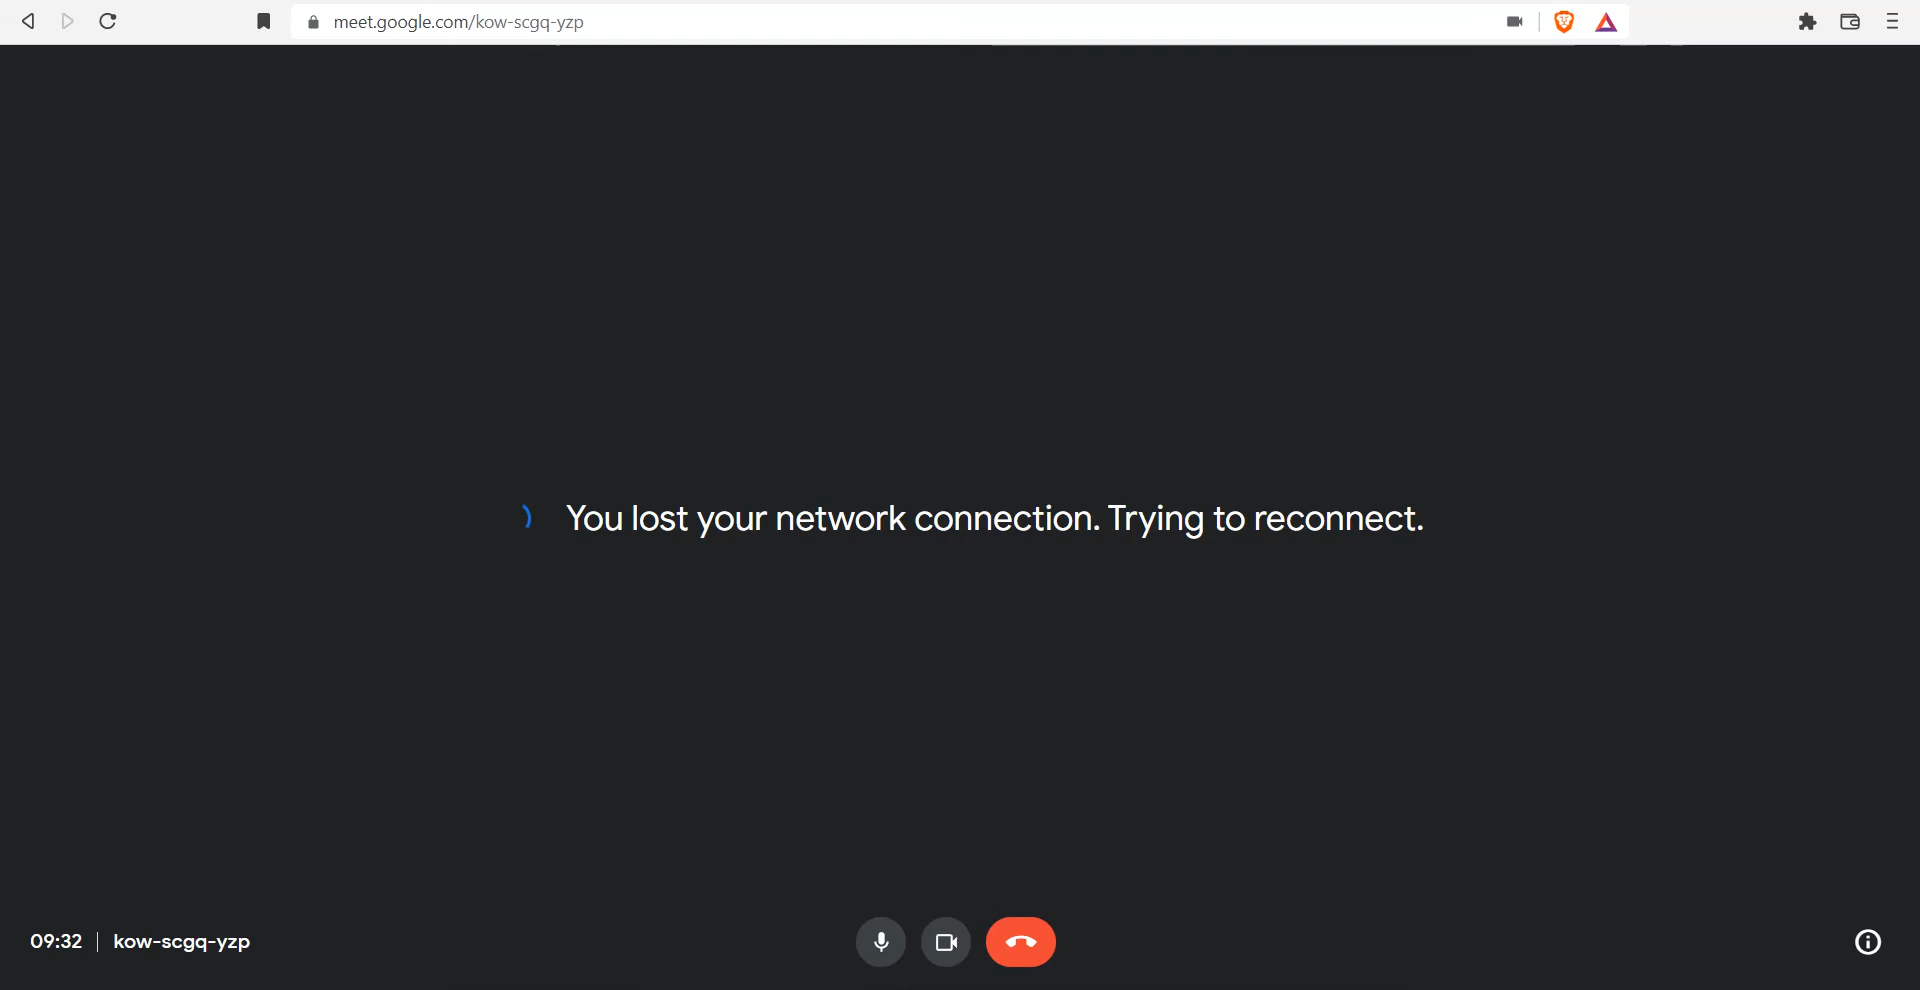 meet.google.com/kow-scgq-yzp
You lost your network connection. Trying to reconnect.
09:32 | kow-scgq-yzp